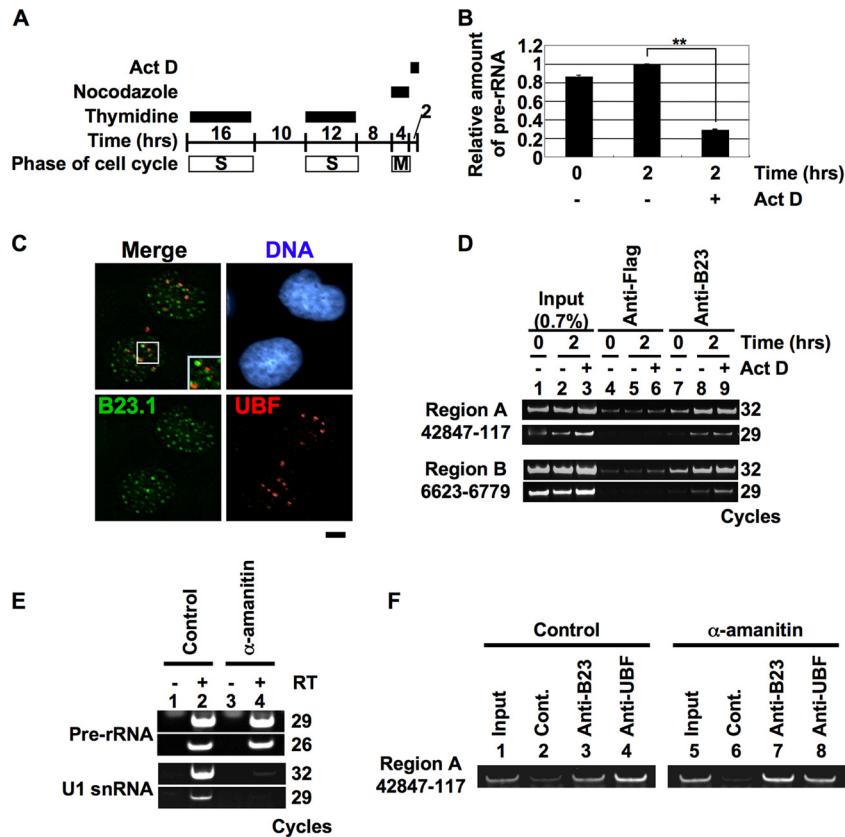 A
Act D
Nocodazole
Thymidine
2
Time (hrs) 16 10 12 8 4
Phase of cell cycle S S M
B
Relative amount
of pre-rRNA
1.2
1
0.8
0.6
0.4
0.2
0
**
0 2 2 Time (hrs)
- - + Act D
C
Merge DNA
B23.1 UBF
D
Input
(0.7%)
Anti-Flag
Anti-B23
0 2 0 2 0 2 Time (hrs)
- - + - - + - - + Act D
1 2 3 4 5 6 7 8 9
Region A 32
42847-117 29
Region B 32
6623-6779 29
Cycles
E
Control
α-amanitin
- + - + RT
1 2 3 4
Pre-rRNA
29
26
U1 snRNA
32
29
Cycles
F
Control α-amanitin
Input Cont. Anti-B23 Anti-UBF Input Cont. Anti-B23 Anti-UBF
1 2 3 4 5 6 7 8
Region A
42847-117